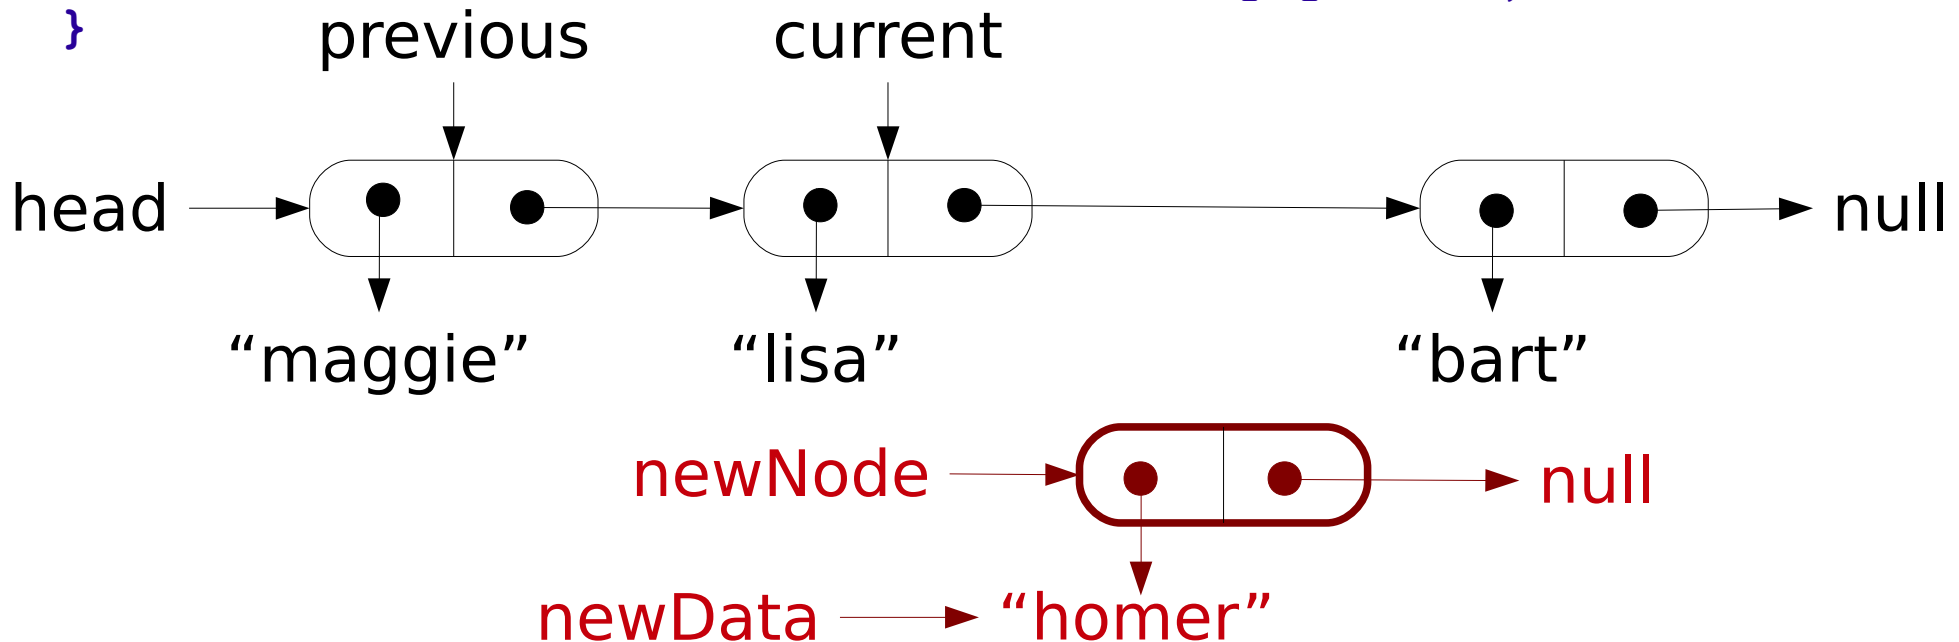 }
previous current
head null
“maggie” “lisa” “bart”
newNode null
newData “homer”